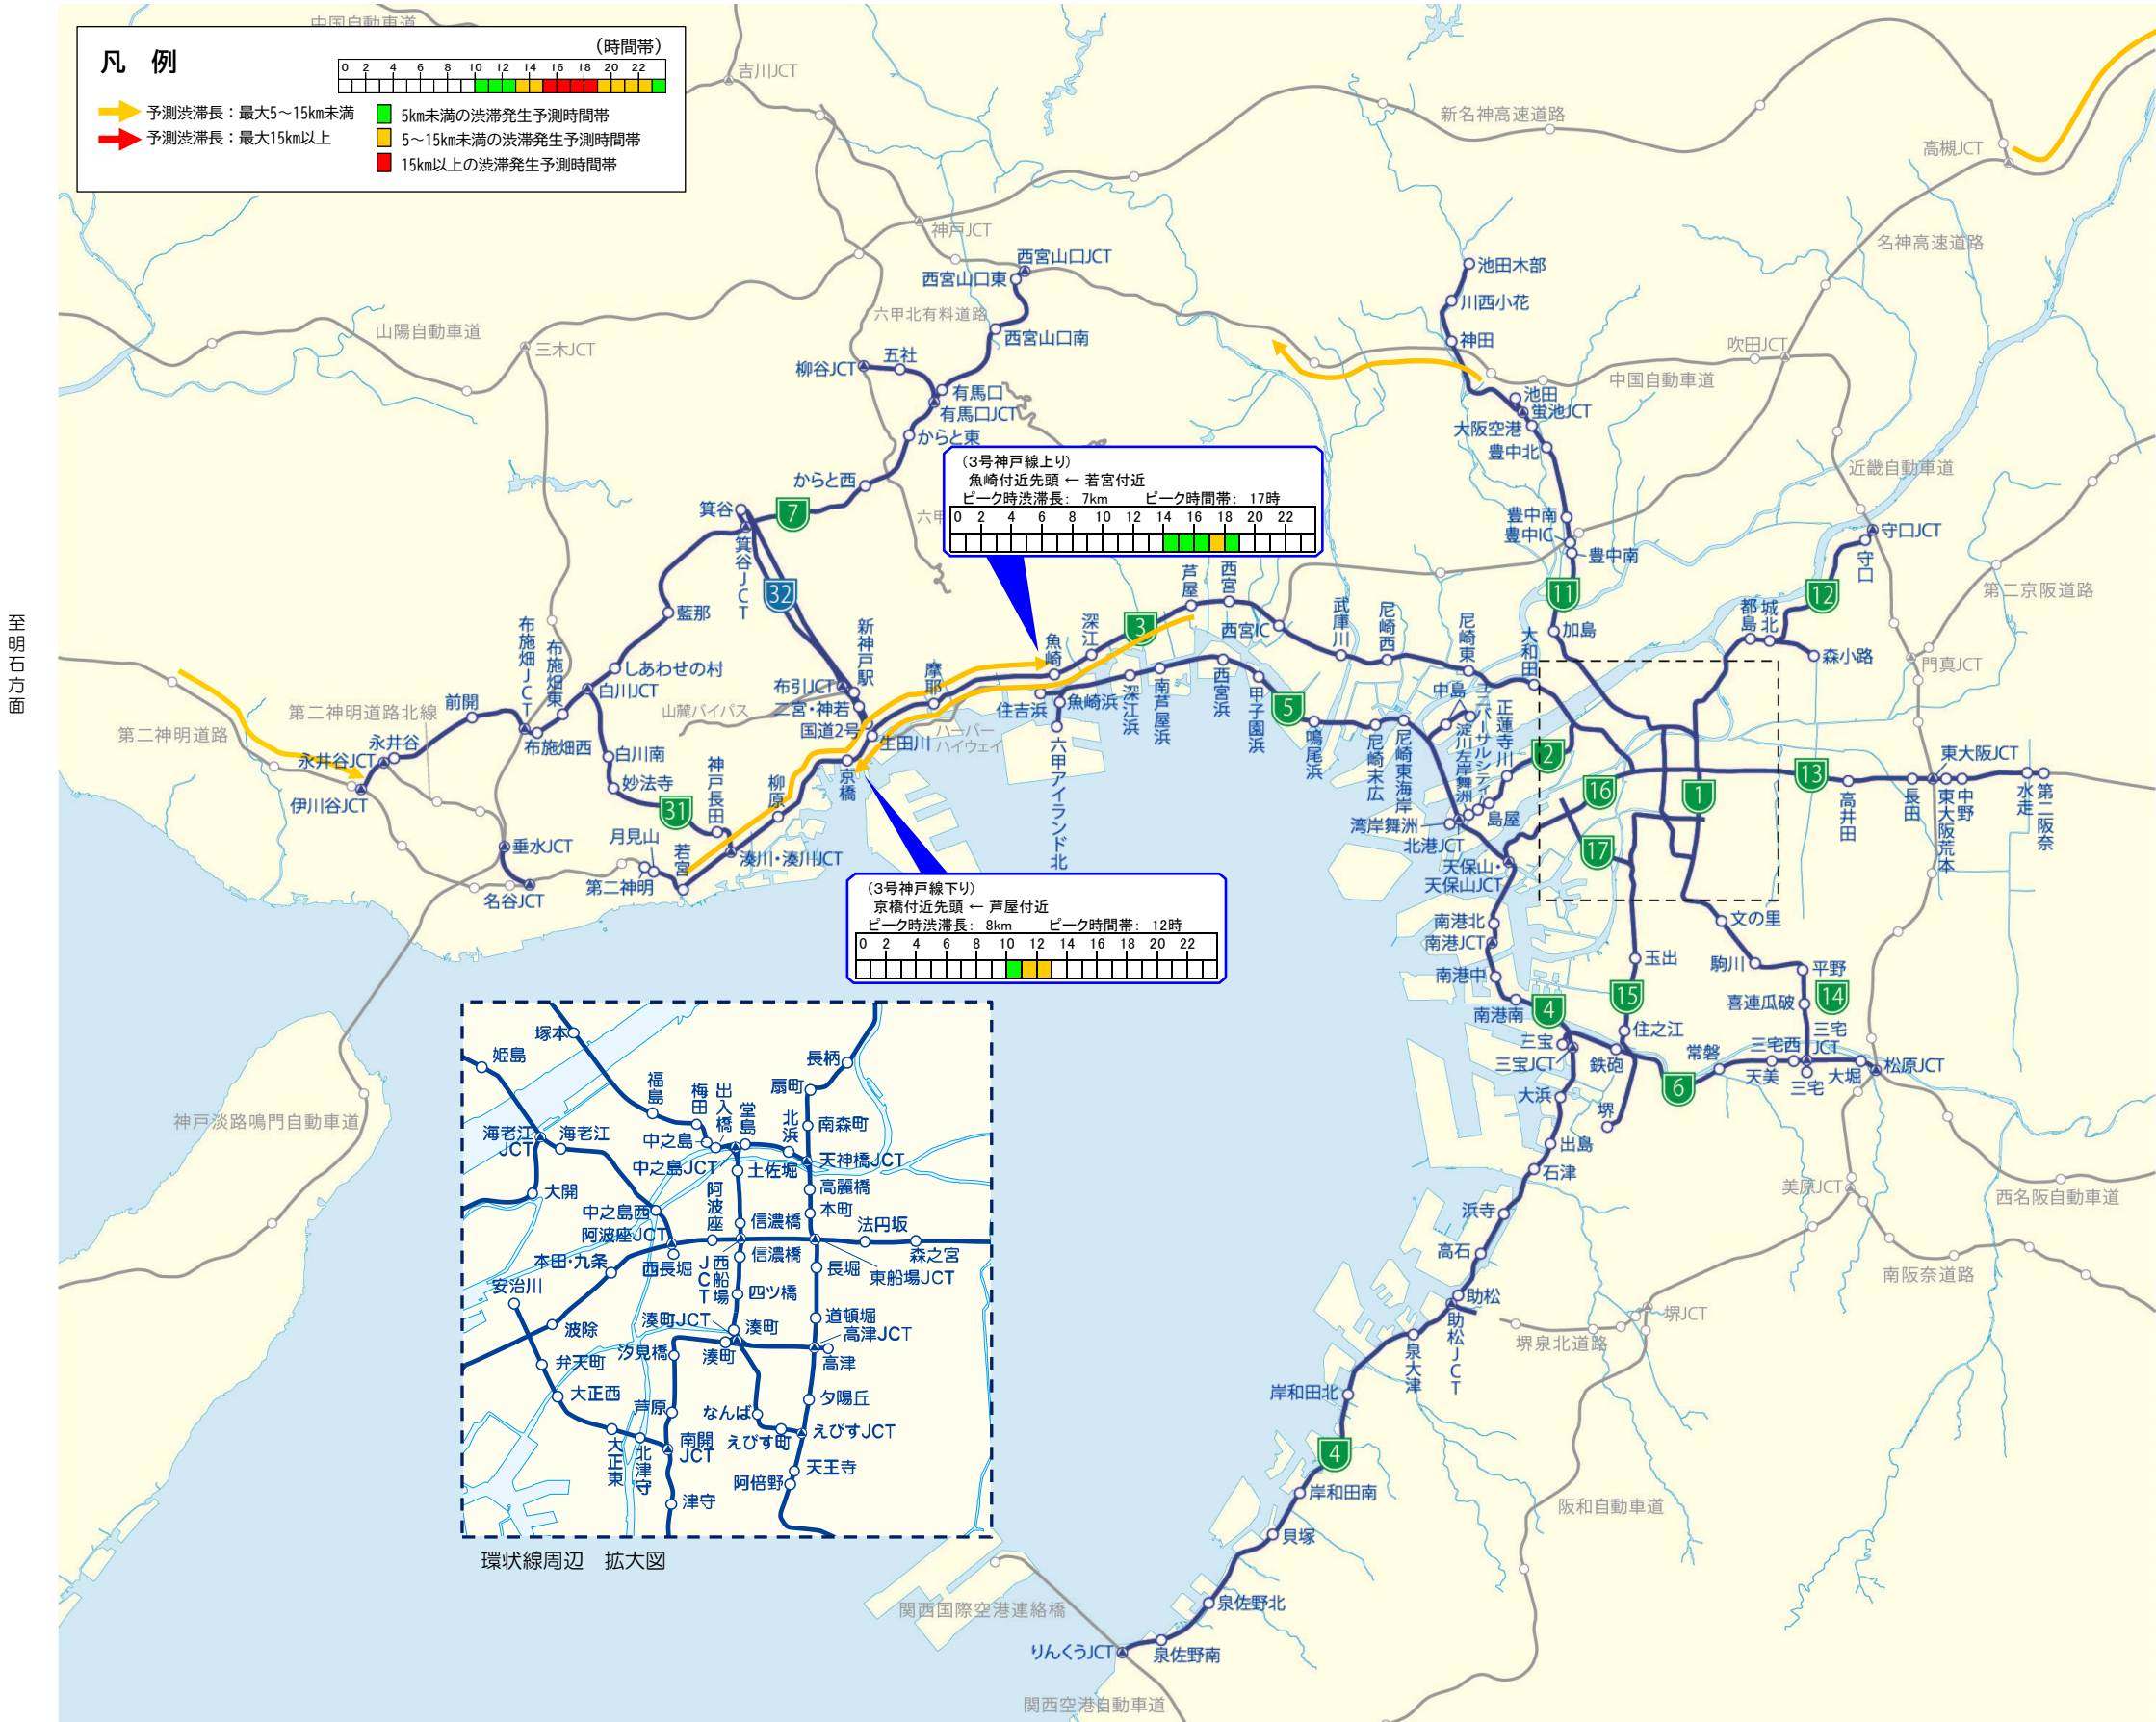 中国自動車道
凡 例
(時間帯)
0 2 4 6 8 10 12 14 16 18 20 22
予測渋滞長：最大5～15km未満
予測渋滞長：最大15km以上
5km未満の渋滞発生予測時間帯
5～15km未満の渋滞発生予測時間帯
15km以上の渋滞発生予測時間帯
吉川JCT
新名神高速道路
高槻JCT
神戸JCT
名神高速道路
西宮山口JCT
西宮山口東
池田木部
川西小花
六甲北有料道路
西宮山口南
神田
山陽自動車道
三木JCT
吹田JCT
五社
柳谷JCT
中国自動車道
有馬口
有馬口JCT
池田
蛍池JCT
大阪空港
豊中北
からと東
からと西
近畿自動車道
（3号神戸線上り）
魚崎付近先頭 ← 若宮付近
ピーク時渋滞長： 7km ピーク時間帯： 17時
0 2 4 6 8 10 12 14 16 18 20 22
六甲
箕谷
7
箕谷JCT
豊中南
豊中IC
豊中南
守口JCT
守口
32
11
12
第二京阪道路
至明石方面
藍那
新神戸駅
芦屋
西宮
深江
3
西宮IC
武庫川
尼崎西
尼崎東
大和田
加島
都島
城北
森小路
門真JCT
布施畑JCT
布施畑東
しあわせの村
白川JCT
布引JCT
二宮・神若
国道2号
摩耶
魚崎
山麓バイパス
生田川
ハーバー
ハイウェイ
住吉浜
魚崎浜
深江浜
南芦屋浜
西宮浜
甲子園浜
5
鳴尾浜
尼崎末広
尼崎東海岸
中島
ユニバーサルシティ
淀川左岸舞洲
正蓮寺川
2
第二神明道路北線
第二神明道路
前開
永井谷
永井谷JCT
伊川谷JCT
布施畑西
白川南
妙法寺
31
神戸長田
柳原
京橋
六甲アイランド北
湾岸舞洲
北港JCT
島屋
16
1
13
高井田
長田
東大阪JCT
東大阪荒本
中野
水走
第二阪奈
17
垂水JCT
名谷JCT
月見山
第二神明
若宮
湊川・湊川JCT
天保山・
天保山JCT
（3号神戸線下り）
京橋付近先頭 ← 芦屋付近
ピーク時渋滞長： 8km ピーク時間帯： 12時
0 2 4 6 8 10 12 14 16 18 20 22
南港北
南港JCT
南港中
南港南
4
文の里
駒川
平野
玉出
15
喜連瓜破
14
住之江
三宝
三宝JCT
鉄砲
常磐
6
三宅西
三宅
JCT
天美
三宅
大堀
松原JCT
大浜
堺
出島
石津
浜寺
高石
助松
助松JCT
泉大津
岸和田北
4
岸和田南
貝塚
泉佐野北
泉佐野南
りんくうJCT
美原JCT
西名阪自動車道
南阪奈道路
堺JCT
堺泉北道路
阪和自動車道
神戸淡路鳴門自動車道
関西国際空港連絡橋
関西空港自動車道
塚本
姫島
福島
梅田
出入橋
堂島
長柄
扇町
北浜
南森町
海老江
JCT
海老江
中之島
中之島JCT
土佐堀
天神橋JCT
大開
阿波座
高麗橋
中之島西
阿波座JCT
信濃橋
本町
法円坂
本田・九条
西長堀
西船場JCT
信濃橋
森之宮
長堀
東船場JCT
安治川
四ツ橋
波除
湊町JCT
湊町
道頓堀
高津JCT
汐見橋
湊町
高津
弁天町
大正西
芦原
なんば
夕陽丘
大正東
北津守
南開
JCT
えびす町
えびすJCT
津守
阿倍野
天王寺
環状線周辺 拡大図